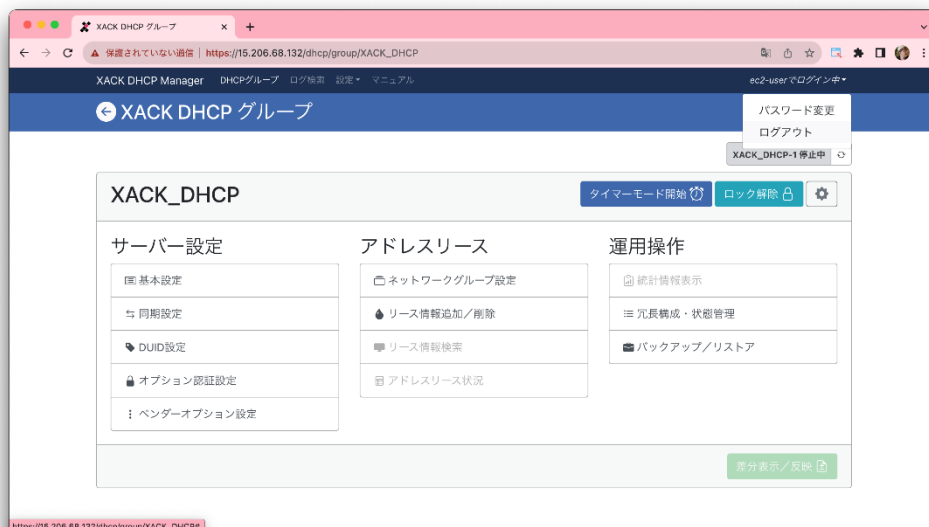 XACK DHCP グループ
保護されていない通信 | https://15.206.68.132/dhcp/group/XACK_DHCP
XACK DHCP Manager DHCPグループ ログ検索 設定 マニュアル ec2-userでログイン中
XACK DHCP グループ
パスワード変更
ログアウト
XACK_DHCP-1 停止中
XACK_DHCP
タイマーモード開始 ロック解除
サーバー設定
基本設定
同期設定
DUID設定
オプション認証設定
ベンダーオプション設定
アドレスリース
ネットワークグループ設定
リース情報追加／削除
リース情報検索
アドレスリース状況
運用操作
統計情報表示
冗長構成・状態管理
バックアップ／リストア
差分表示／反映
https://15.206.68.132/dhcp/group/XACK_DHCP#